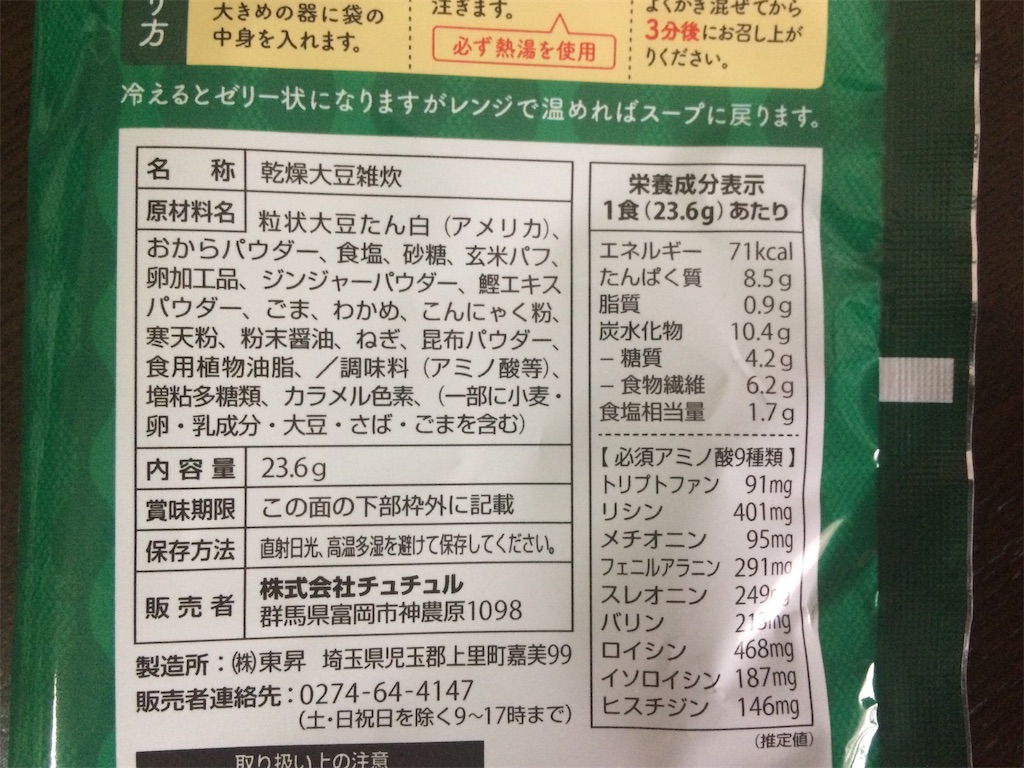 り方
大きめの器に袋の
中身を入れます。
注ぎます。
必ず熱湯を使用
よくかき混ぜてから
3分後にお召し上が
りください。
冷えるとゼリー状になりますがレンジで温めればスープに戻ります。
名 称 乾燥大豆雑炊
原材料名 粒状大豆たん白（アメリカ）、
おからパウダー、食塩、砂糖、玄米パフ、
卵加工品、ジンジャーパウダー、鰹エキス
パウダー、ごま、わかめ、こんにゃく粉、
寒天粉、粉末醤油、ねぎ、昆布パウダー、
食用植物油脂、／調味料（アミノ酸等）、
増粘多糖類、カラメル色素、（一部に小麦・
卵・乳成分・大豆・さば・ごまを含む）
内容量 23.6g
賞味期限 この面の下部枠外に記載
保存方法 直射日光、高温多湿を避けて保存してください。
販売者 株式会社チュチュル
群馬県富岡市神農原1098
製造所：㈱東昇 埼玉県児玉郡上里町嘉美99
販売者連絡先：0274-64-4147
（土・日祝日を除く9～17時まで）
取り扱い上の注意
栄養成分表示
1食（23.6g）あたり
エネルギー 71kcal
たんぱく質 8.5g
脂質 0.9g
炭水化物 10.4g
－糖質 4.2g
－食物繊維 6.2g
食塩相当量 1.7g
【必須アミノ酸9種類】
トリプトファン 91mg
リシン 401mg
メチオニン 95mg
フェニルアラニン 291mg
スレオニン 249mg
バリン
ロイシン 468mg
イソロイシン 187mg
ヒスチジン 146mg
（推定値）